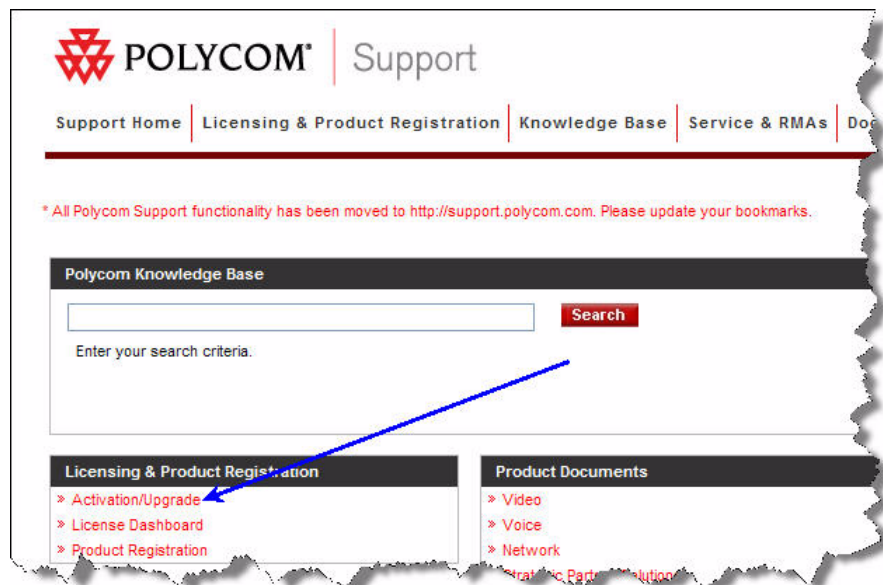 POLYCOM® Support
Support Home Licensing & Product Registration Knowledge Base Service & RMAs
* All Polycom Support functionality has been moved to http://support.polycom.com. Please update your bookmarks.
Polycom Knowledge Base
Search
Enter your search criteria.
Licensing & Product Registration
» Activation/Upgrade
» License Dashboard
» Product Registration
Product Documents
» Video
» Voice
» Network